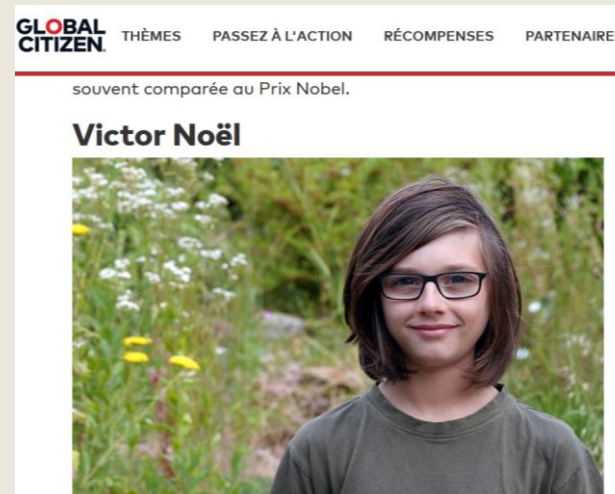 GLOBAL
CITIZEN.
THÈMES PASSEZ À L'ACTION RÉCOMPENSES PARTENAIRE
souvent comparée au Prix Nobel.
Victor Noël